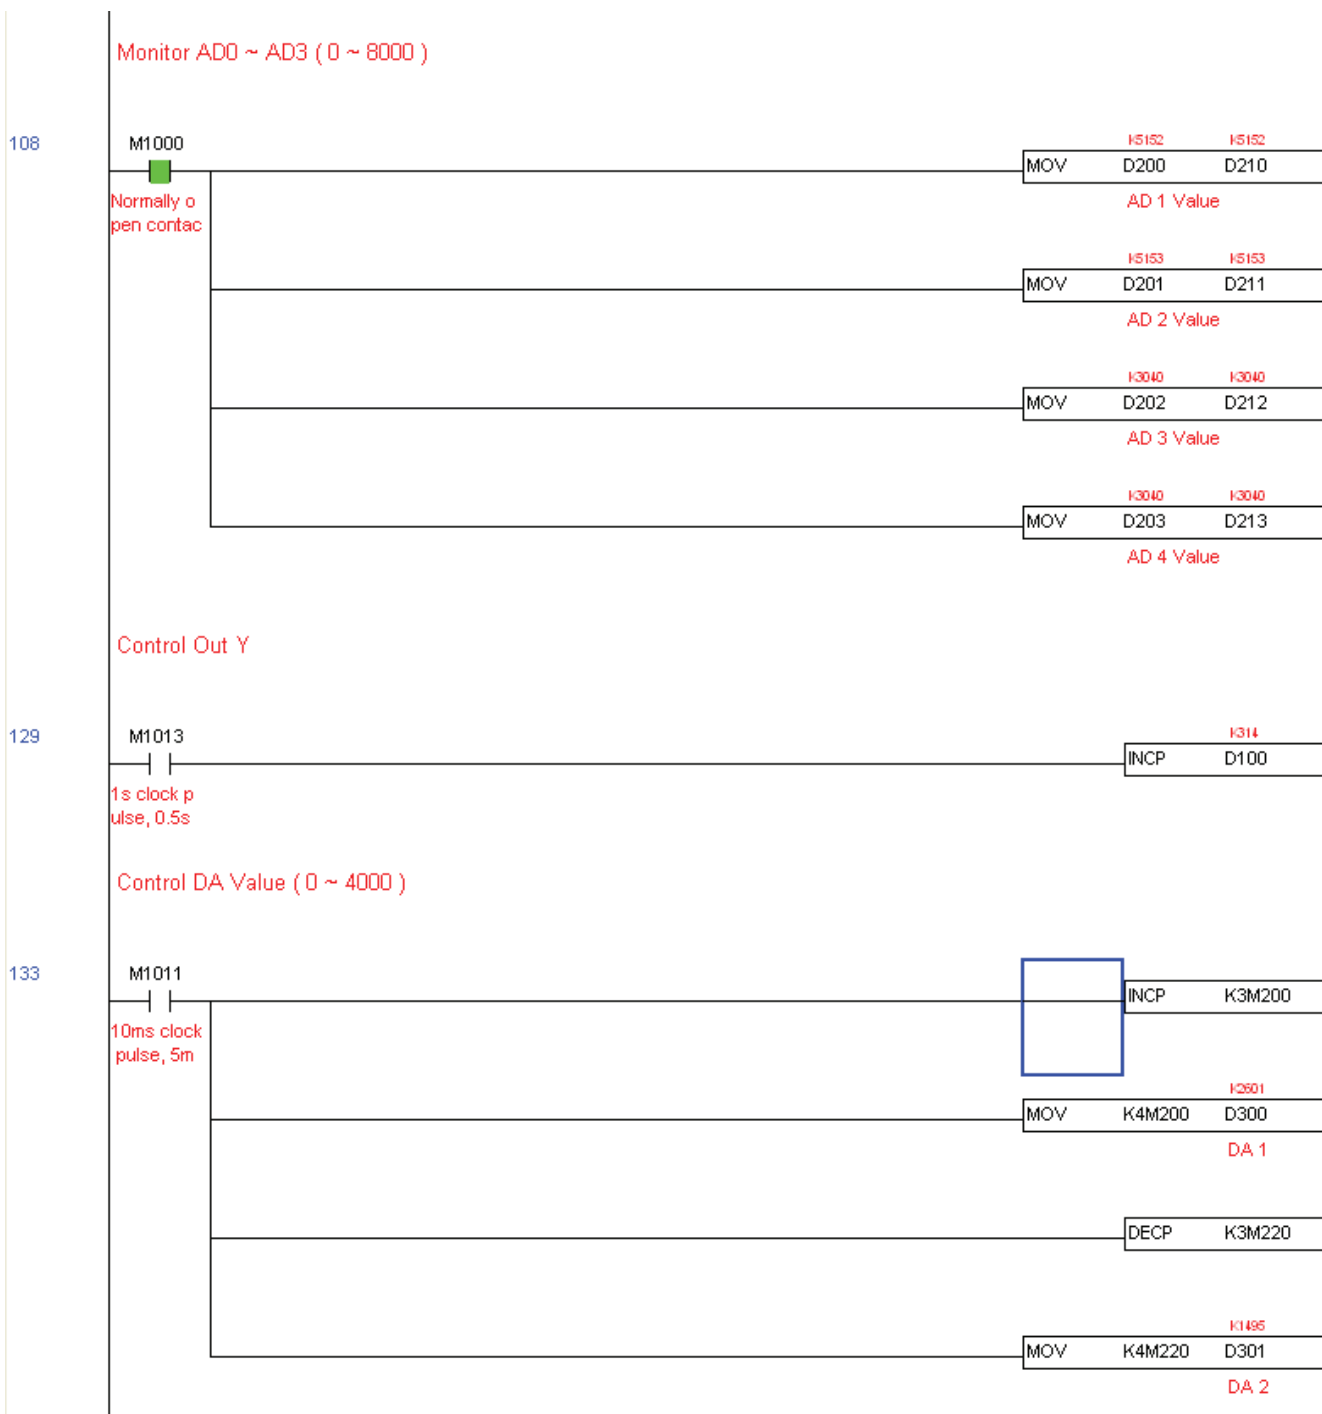 Monitor AD0 ~ AD3 ( 0 ~ 8000 )
108 M1000 K5152 K5152
MOV D200 D210
Normally o AD 1 Value
pen contac
K5153 K5153
MOV D201 D211
AD 2 Value
K3040 K3040
MOV D202 D212
AD 3 Value
K3040 K3040
MOV D203 D213
AD 4 Value
Control Out Y
129 M1013 K314
INCP D100
1s clock p
ulse, 0.5s
Control DA Value ( 0 ~ 4000 )
133 M1011
INCP K3M200
10ms clock
pulse, 5m
K2601
MOV K4M200 D300
DA 1
DECP K3M220
K1495
MOV K4M220 D301
DA 2